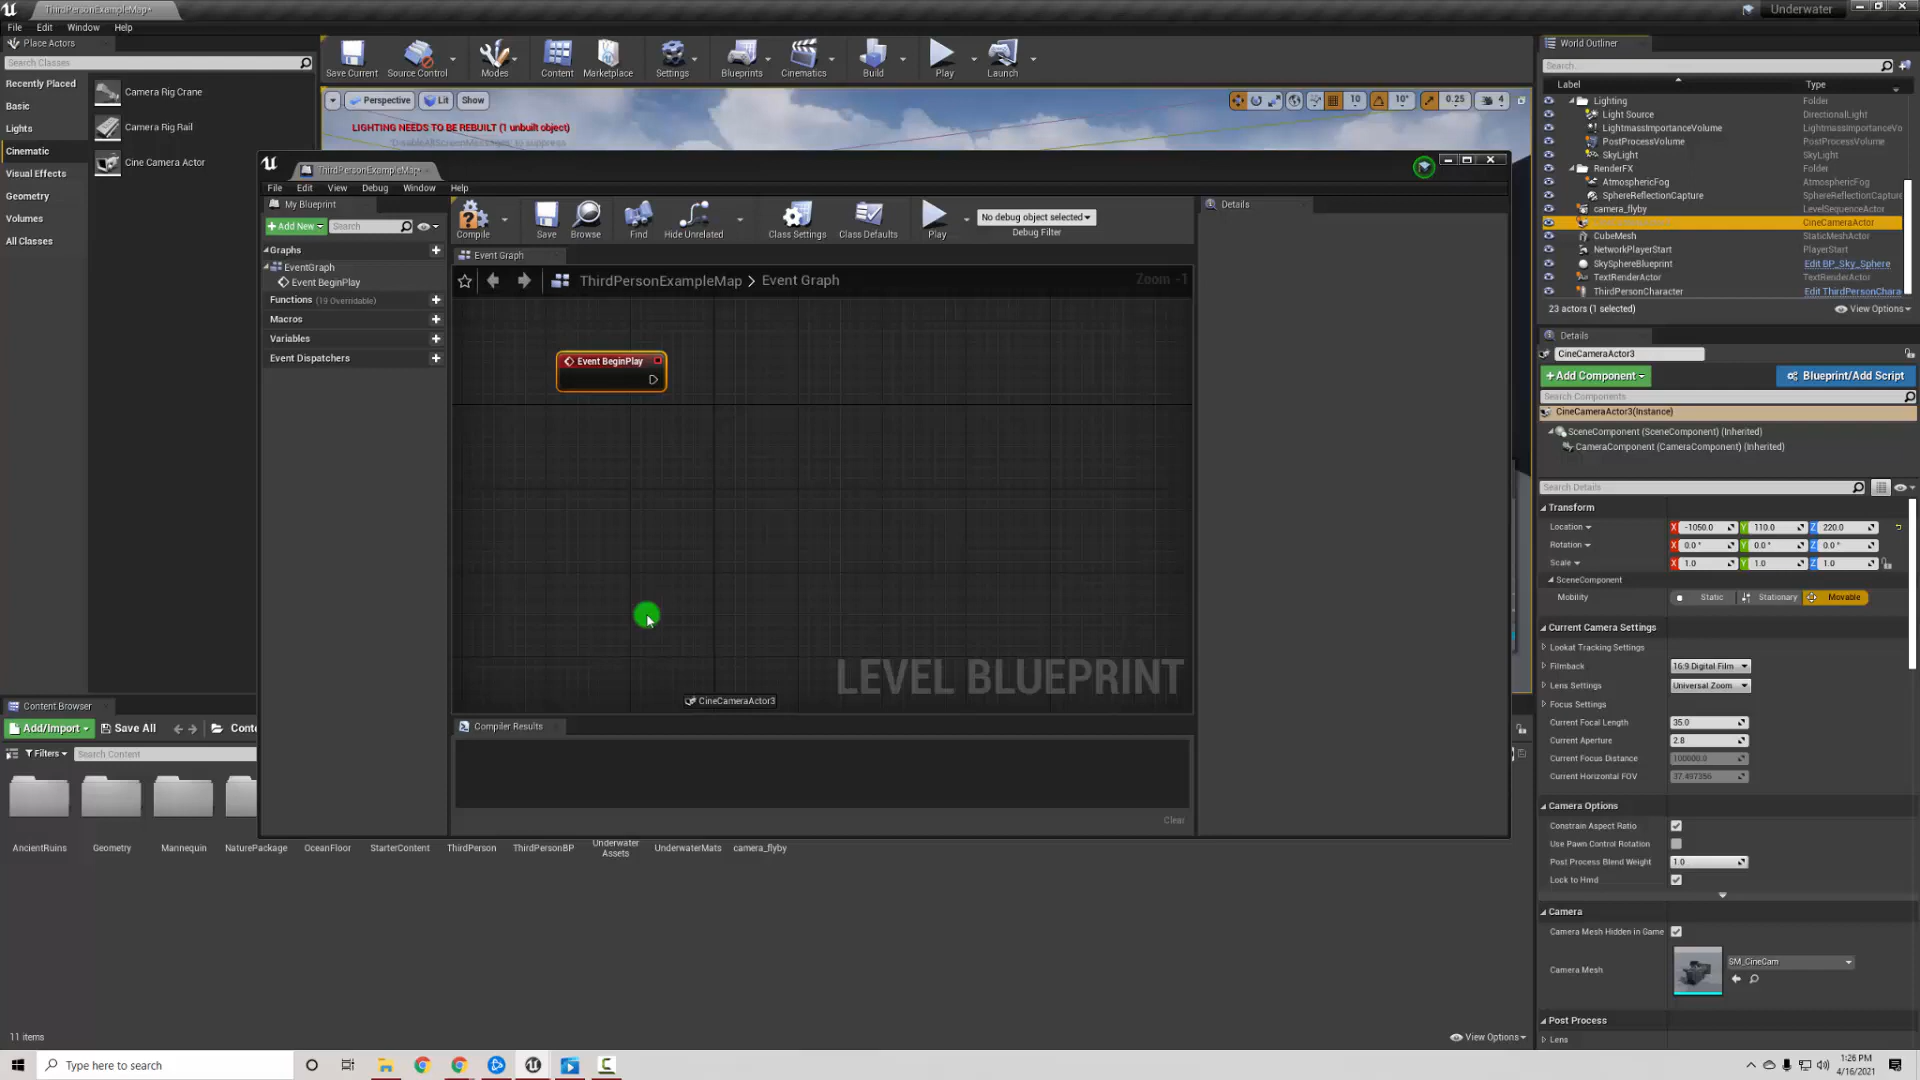 ThirdPersonExampleMap•
Underwater
File Edit Window Help
Place Actors
Search Classes
Recently Placed
Basic
Lights
Cinematic
Visual Effects
Geometry
Volumes
All Classes
Camera Rig Crane
Camera Rig Rail
Cine Camera Actor
Save Current Source Control Modes Content Marketplace Settings Blueprints Cinematics Build Play Launch
Perspective Lit Show
10 10° 0.25 4
LIGHTING NEEDS TO BE REBUILT (1 unbuilt object)
'DisableAllScreenMessages' to suppress
ThirdPersonExampleMap•
File Edit View Debug Window Help
My Blueprint
+Add New Search
Graphs
EventGraph
Event BeginPlay
Functions (19 Overridable)
Macros
Variables
Event Dispatchers
Compile Save Browse Find Hide Unrelated Class Settings Class Defaults Play
No debug object selected
Debug Filter
Event Graph
ThirdPersonExampleMap > Event Graph
Zoom -1
Event BeginPlay
CineCameraActor3
LEVEL BLUEPRINT
Compiler Results
Clear
Details
World Outliner
Search...
Label Type
Lighting Folder
Light Source DirectionalLight
LightmassImportanceVolume LightmassImportanceVo
PostProcessVolume PostProcessVolume
SkyLight SkyLight
RenderFX Folder
AtmosphericFog AtmosphericFog
SphereReflectionCapture SphereReflectionCapture
camera_flyby LevelSequenceActor
CineCameraActor
CubeMesh StaticMeshActor
NetworkPlayerStart PlayerStart
SkySphereBlueprint Edit BP_Sky_Sphere
TextRenderActor TextRenderActor
ThirdPersonCharacter Edit ThirdPersonChara
23 actors (1 selected) View Options
Details
CineCameraActor3
+Add Component Blueprint/Add Script
Search Components
CineCameraActor3(Instance)
SceneComponent (SceneComponent) (Inherited)
CameraComponent (CameraComponent) (Inherited)
Search Details
Transform
Location X -1050.0 Y 110.0 Z 220.0
Rotation X 0.0° Y 0.0° Z 0.0°
Scale X 1.0 Y 1.0 Z 1.0
SceneComponent
Mobility Static Stationary Movable
Current Camera Settings
Lookat Tracking Settings
Filmback 16:9 Digital Film
Lens Settings Universal Zoom
Focus Settings
Current Focal Length 35.0
Current Aperture 2.8
Current Focus Distance 100000.0
Current Horizontal FOV 37.497356
Camera Options
Constrain Aspect Ratio
Use Pawn Control Rotation
Post Process Blend Weight 1.0
Lock to Hmd
Camera
Camera Mesh Hidden in Game
Camera Mesh SM_CineCam
Post Process
Lens
Content Browser
Add/Import Save All Conte
Filters Search Content
AncientRuins Geometry Mannequin NaturePackage OceanFloor StarterContent ThirdPerson ThirdPersonBP Underwater Assets UnderwaterMats camera_flyby
11 items
View Options
Type here to search
1:26 PM
4/16/2021